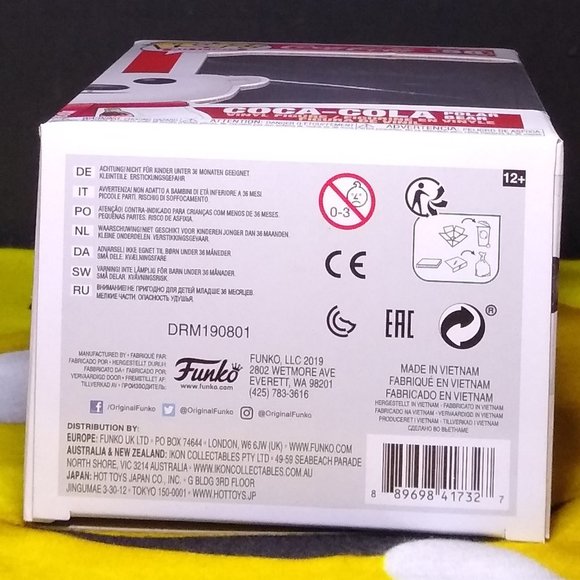 COCA-COLA POLAR BEAR
DE ACHTUNG! NICHT FÜR KINDER UNTER 36 MONATEN GEEIGNET
KLEINTEILE. ERSTICKUNGSGEFAHR
IT AVVERTENZA! NON ADATTO A BAMBINI DI ETÀ INFERIORE A 36 MESI
PICCOLE PARTI. RISCHIO DI SOFFOCAMENTO.
PO ATENÇÃO! CONTRA-INDICADO PARA CRIANÇAS COM MENOS DE 36 MESES.
PEQUENAS PARTES. RISCO DE ASFIXIA.
NL WAARSCHUWING! NIET GESCHIKT VOOR KINDEREN JONGER DAN 36 MAANDEN.
KLEINE ONDERDELEN. VERSTIKKINGSGEVAAR.
DA ADVARSEL! IKKE EGNET TIL BØRN UNDER 36 MÅNEDER
SMÅ DELE. KVÆLNINGSFARE
SW VARNING! INTE LÄMPLIG FÖR BARN UNDER 36 MÅNADER.
SMÅ DELAR. KVÄVNINGSRISK
RU ВНИМАНИЕ! НЕ ПРИГОДНО ДЛЯ ДЕТЕЙ МЛАДШЕ 36 МЕСЯЦЕВ.
МЕЛКИЕ ЧАСТИ. ОПАСНОСТЬ УДУШЬЯ.
0-3
12+
CE
EAC
®
DRM190801
MANUFACTURED BY • FABRIQUÉ PAR
FABRICADO POR • HERGESTELLT DURCH
FABBRICATO DA • FABRICADO POR
VERVAARDIGD DOOR • FREMSTILLET AF
TILLVERKAD AV • ПРОИЗВОДИТЕЛЬ
Funko
www.funko.com
FUNKO, LLC 2019
2802 WETMORE AVE
EVERETT, WA 98201
(425) 783-3616
/OriginalFunko @OriginalFunko @OriginalFunko
MADE IN VIETNAM
FABRIQUÉ EN VIETNAM
FABRICADO EN VIETNAM
HERGESTELLT IN VIETNAM • FABBRICATO IN VIETNAM
FABRICADO NA VIETNAM • VERVAARDIGD IN VIETNAM
PRODUCERET I VIETNAM • TILLVERKAD I VIETNAM
СДЕЛАНО ВО ВЬЕТНАМЕ
DISTRIBUTION BY:
EUROPE: FUNKO UK LTD • PO BOX 74644 • LONDON, W6 6JW (UK) • WWW.FUNKO.COM
AUSTRALIA & NEW ZEALAND: IKON COLLECTABLES PTY LTD • 49-59 SEABEACH PARADE
NORTH SHORE, VIC 3214 AUSTRALIA • WWW.IKONCOLLECTABLES.COM.AU
JAPAN: HOT TOYS JAPAN CO., INC. • G BLDG 3RD FLOOR
JINGUMAE 3-30-12 • TOKYO 150-0001 • WWW.HOTTOYS.JP
8 89698 41732 7